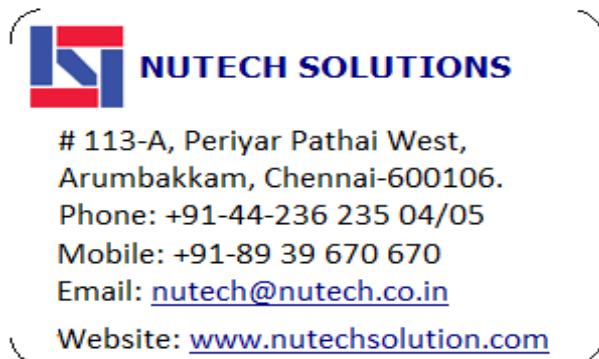 NUTECH SOLUTIONS
# 113-A, Periyar Pathai West,
Arumbakkam, Chennai-600106.
Phone: +91-44-236 235 04/05
Mobile: +91-89 39 670 670
Email: nutech@nutech.co.in
Website: www.nutechsolution.com